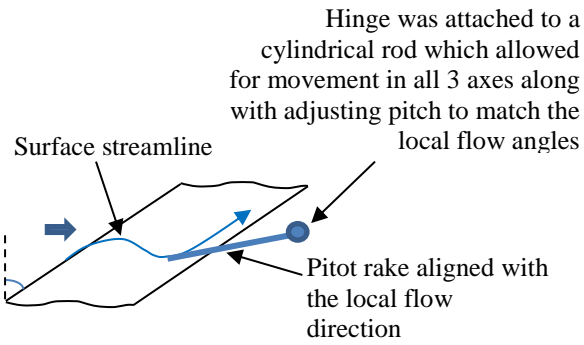 Hinge was attached to a
cylindrical rod which allowed
for movement in all 3 axes along
with adjusting pitch to match the
local flow angles
Surface streamline
Pitot rake aligned with
the local flow
direction